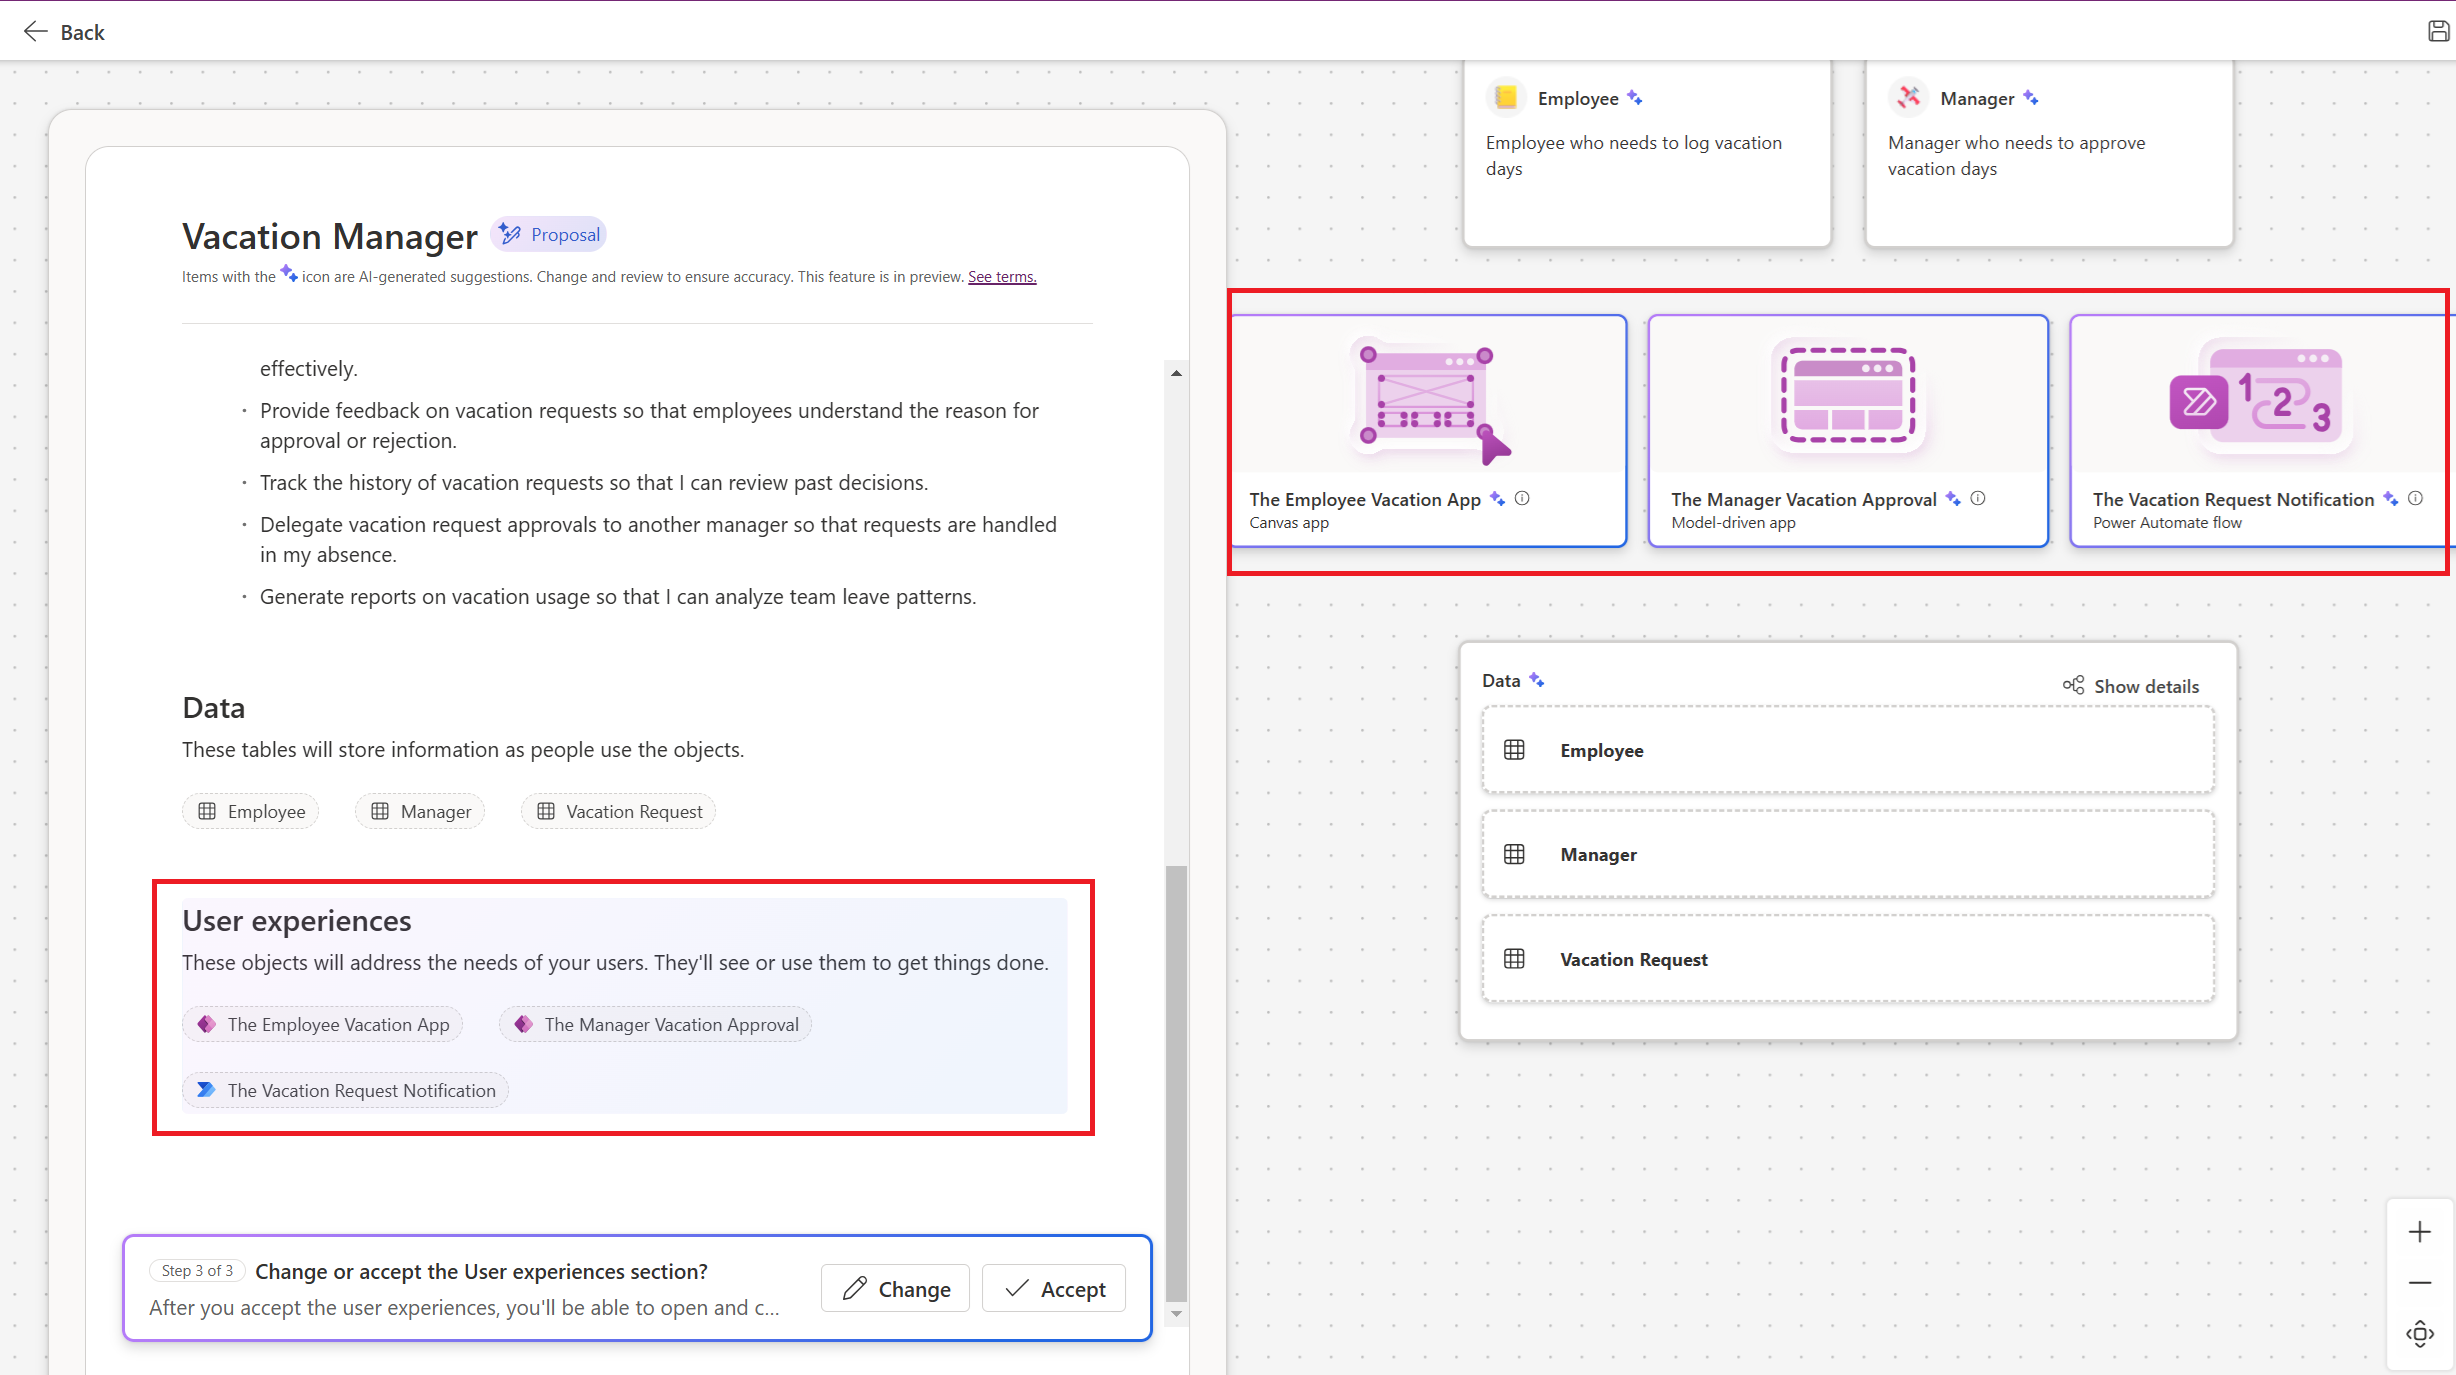 Back
Vacation Manager
Proposal
Items with the icon are AI-generated suggestions. Change and review to ensure accuracy. This feature is in preview. See terms.
effectively.
· Provide feedback on vacation requests so that employees understand the reason for
approval or rejection.
· Track the history of vacation requests so that I can review past decisions.
· Delegate vacation request approvals to another manager so that requests are handled
in my absence.
· Generate reports on vacation usage so that I can analyze team leave patterns.
Data
These tables will store information as people use the objects.
Employee
Manager
Vacation Request
User experiences
These objects will address the needs of your users. They'll see or use them to get things done.
The Employee Vacation App
The Manager Vacation Approval
The Vacation Request Notification
Step 3 of 3
Change or accept the User experiences section?
After you accept the user experiences, you'll be able to open and c...
Change
Accept
Employee
Employee who needs to log vacation
days
Manager
Manager who needs to approve
vacation days
The Employee Vacation App
Canvas app
The Manager Vacation Approval
Model-driven app
1 2 3
The Vacation Request Notification
Power Automate flow
Data
Show details
Employee
Manager
Vacation Request